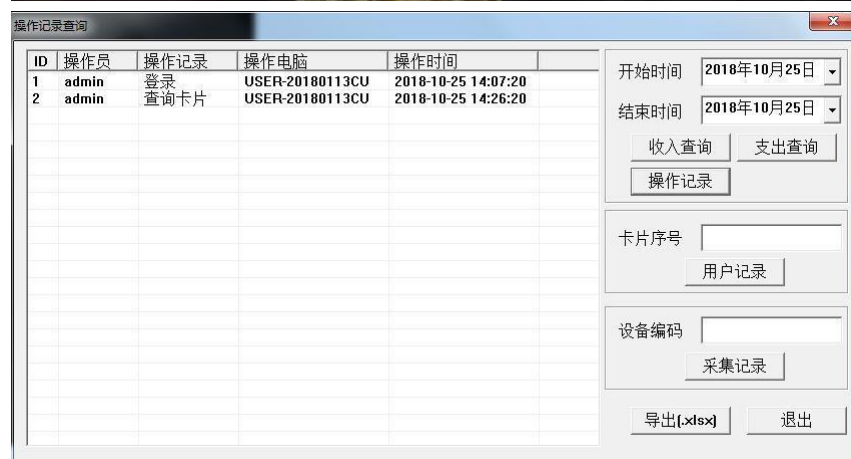 操作记录查询
ID 操作员 操作记录 操作电脑 操作时间
1 admin 登录 USER-20180113CU 2018-10-25 14:07:20
2 admin 查询卡片 USER-20180113CU 2018-10-25 14:26:20
开始时间 2018年10月25日
结束时间 2018年10月25日
收入查询 支出查询
操作记录
卡片序号
用户记录
设备编码
采集记录
导出(.xlsx) 退出